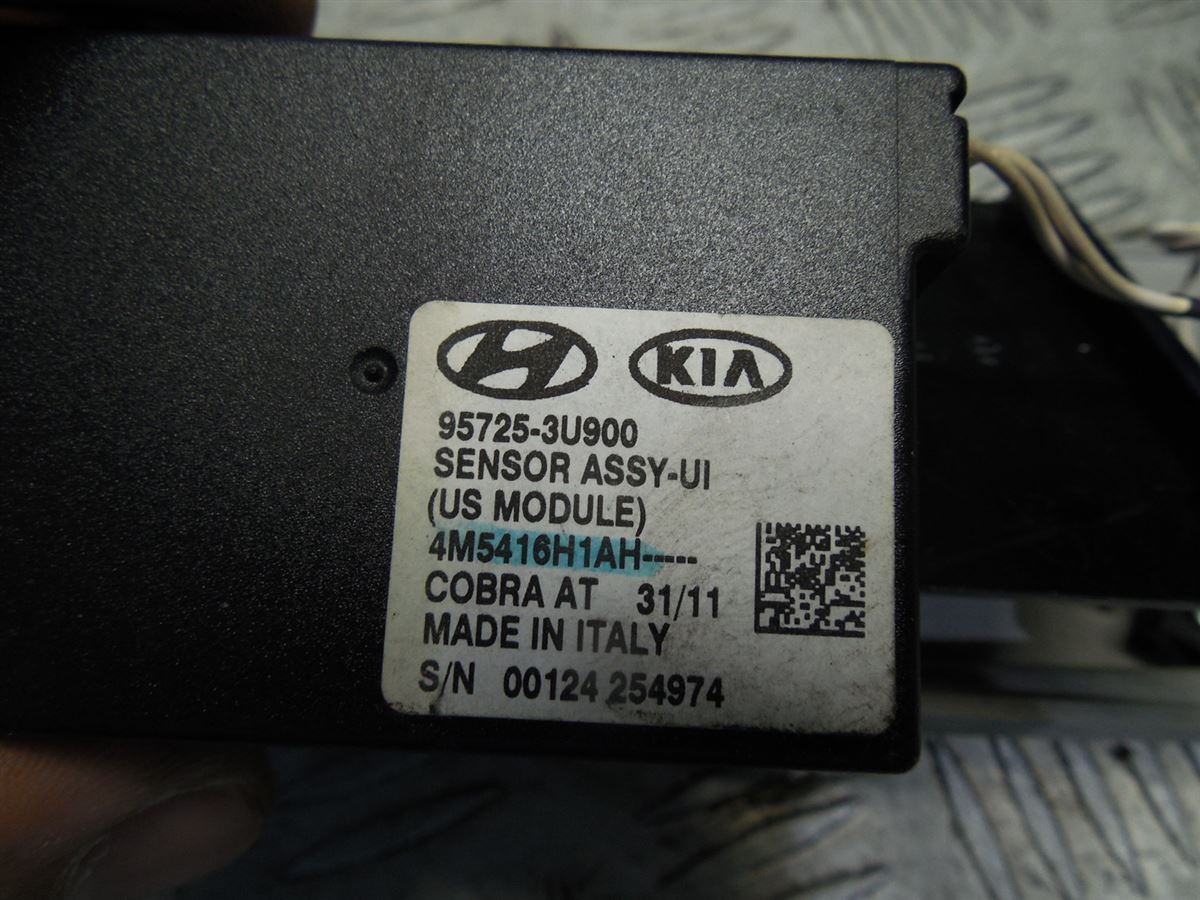 KIA
95725-3U900
SENSOR ASSY-UI
(US MODULE)
4M5416H1AH-----
COBRA AT 31/11
MADE IN ITALY
S/N 00124 254974